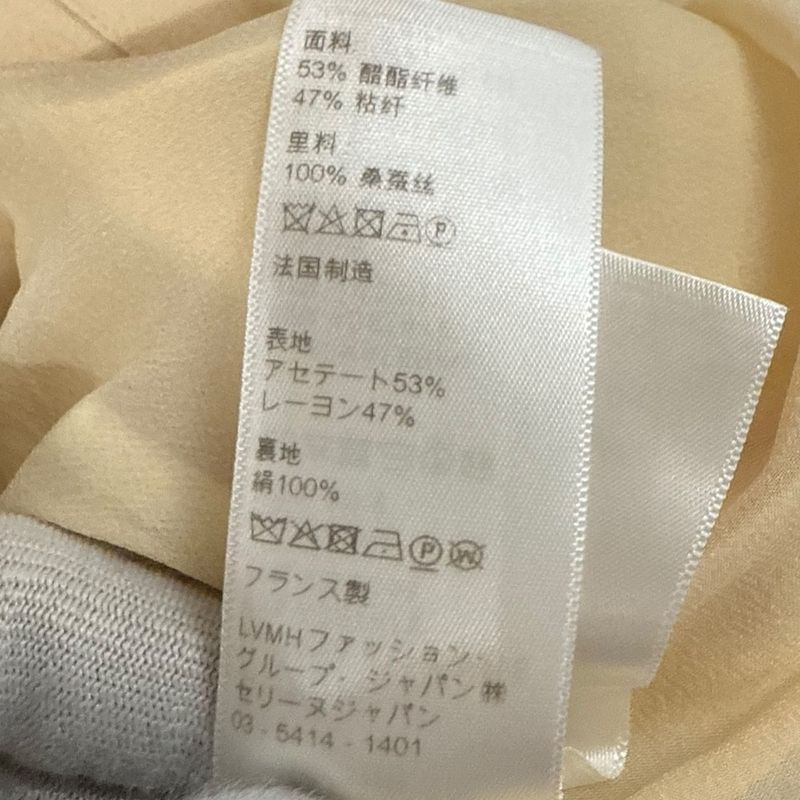 面料
53% 醋酯纤维
47% 粘纤
里料
100% 桑蚕丝
P
法国制造
表地
アセテート53%
レーヨン47%
裏地
絹100%
P W
フランス製
LVMHファッション・
グループ・ジャパン㈱
セリーヌジャパン
03 - 5414 - 1401